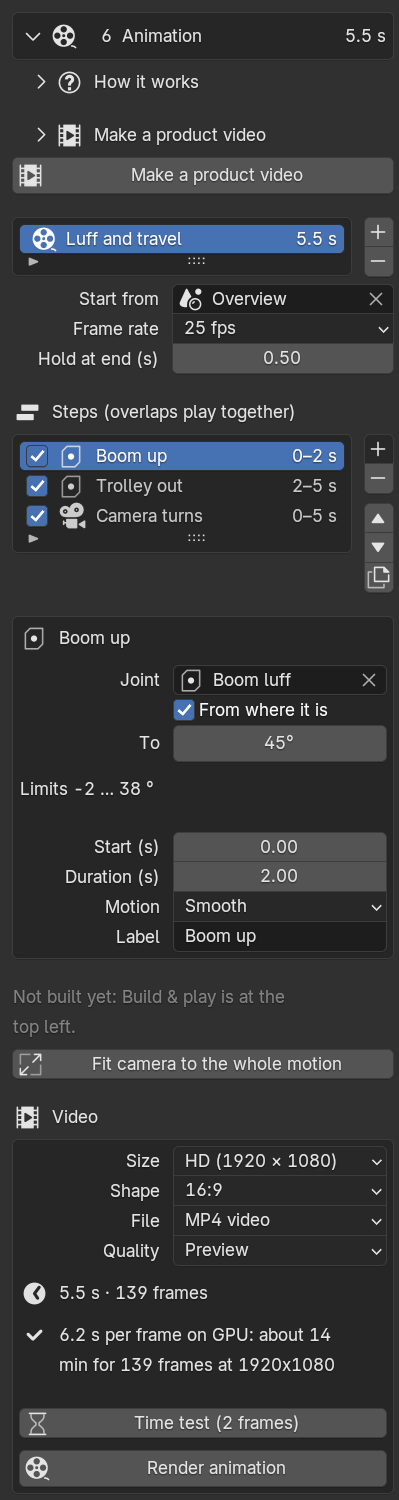 6 Animation 5.5 s
How it works
Make a product video
Make a product video
Luff and travel 5.5 s
Start from Overview
Frame rate 25 fps
Hold at end (s) 0.50
Steps (overlaps play together)
Boom up 0–2 s
Trolley out 2–5 s
Camera turns 0–5 s
Boom up
Joint Boom luff
From where it is
To 45°
Limits -2 ... 38 °
Start (s) 0.00
Duration (s) 2.00
Motion Smooth
Label Boom up
Not built yet: Build & play is at the
top left.
Fit camera to the whole motion
Video
Size HD (1920 × 1080)
Shape 16:9
File MP4 video
Quality Preview
5.5 s · 139 frames
6.2 s per frame on GPU: about 14
min for 139 frames at 1920x1080
Time test (2 frames)
Render animation